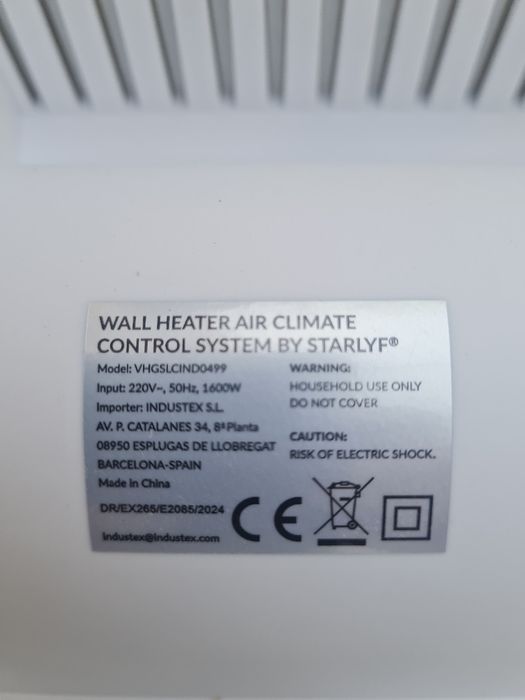 WALL HEATER AIR CLIMATE
CONTROL SYSTEM BY STARLYF®
Model: VHGSLCIND0499
Input: 220V~, 50Hz, 1600W
Importer: INDUSTEX S.L.
AV. P. CATALANES 34, 8ª Planta
08950 ESPLUGAS DE LLOBREGAT
BARCELONA-SPAIN
Made in China
DR/EX265/E2085/2024
industex@industex.com
WARNING:
HOUSEHOLD USE ONLY
DO NOT COVER
CAUTION:
RISK OF ELECTRIC SHOCK.
CE